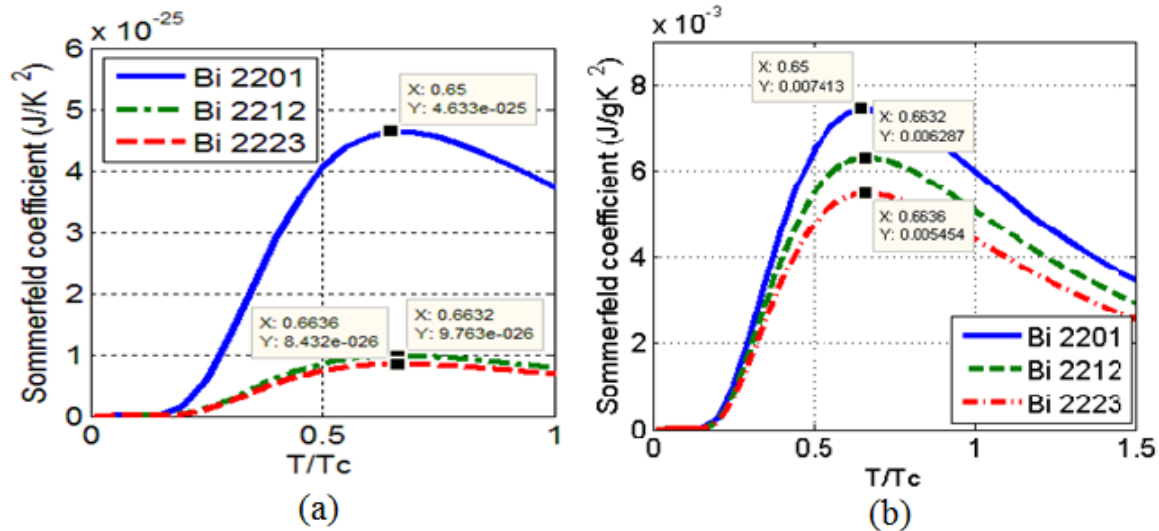 x 10^-25
6
5
4
3
2
1
0
Sommerfeld coefficient (J/K ²)
Bi 2201
Bi 2212
Bi 2223
X: 0.65
Y: 4.633e-025
X: 0.6636
Y: 8.432e-026
X: 0.6632
Y: 9.763e-026
0 0.5 1
T/Tc
(a)
x 10^-3
8
6
4
2
0
Sommerfeld coefficient (J/gK ²)
X: 0.65
Y: 0.007413
X: 0.6632
Y: 0.006287
X: 0.6636
Y: 0.005454
Bi 2201
Bi 2212
Bi 2223
0 0.5 1 1.5
T/Tc
(b)